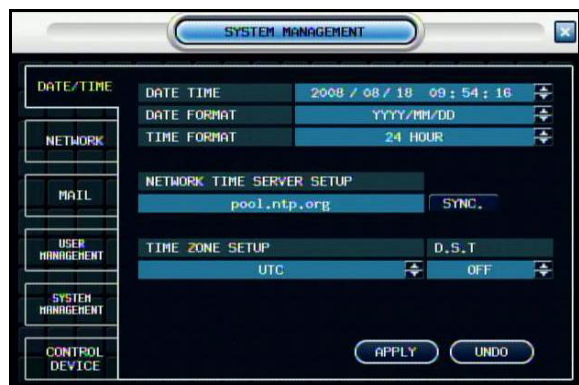 SYSTEM MANAGEMENT
DATE/TIME
NETWORK
MAIL
USER
MANAGEMENT
SYSTEM
MANAGEMENT
CONTROL
DEVICE
DATE TIME 2008 / 08 / 18 09 : 54 : 16
DATE FORMAT YYYY/MM/DD
TIME FORMAT 24 HOUR
NETWORK TIME SERVER SETUP
pool.ntp.org SYNC.
TIME ZONE SETUP D.S.T
UTC OFF
APPLY UNDO